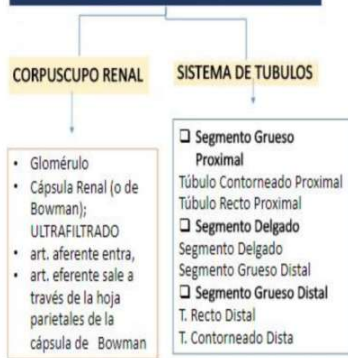 CORPUSCUPO RENAL
• Glomérulo
• Cápsula Renal (o de
Bowman);
ULTRAFILTRADO
• art. aferente entra,
• art. eferente sale a
través de la hoja
parietales de la
cápsula de Bowman
SISTEMA DE TUBULOS
❑ Segmento Grueso
Proximal
Túbulo Contorneado Proximal
Túbulo Recto Proximal
❑ Segmento Delgado
Segmento Delgado
Segmento Grueso Distal
❑ Segmento Grueso Distal
T. Recto Distal
T. Contorneado Dista